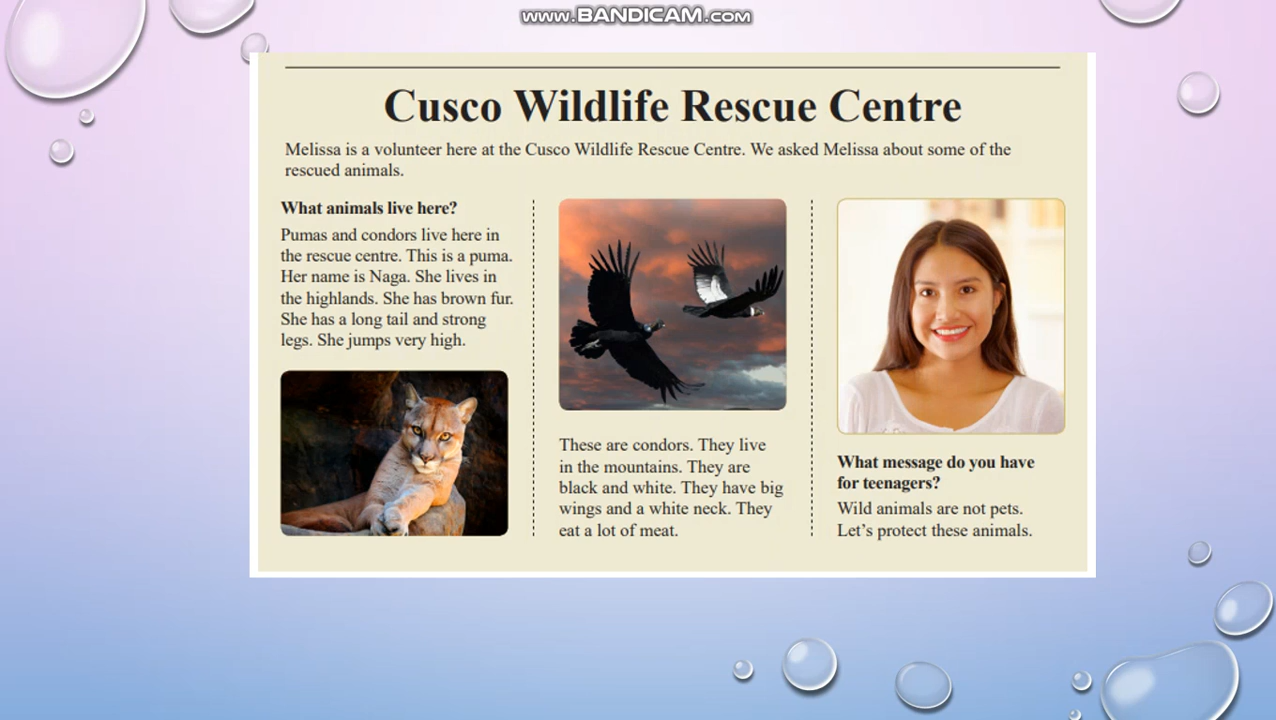 www.BANDICAM.com
Cusco Wildlife Rescue Centre
Melissa is a volunteer here at the Cusco Wildlife Rescue Centre. We asked Melissa about some of the
rescued animals.
What animals live here?
Pumas and condors live here in
the rescue centre. This is a puma.
Her name is Naga. She lives in
the highlands. She has brown fur.
She has a long tail and strong
legs. She jumps very high.
These are condors. They live
in the mountains. They are
black and white. They have big
wings and a white neck. They
eat a lot of meat.
What message do you have
for teenagers?
Wild animals are not pets.
Let’s protect these animals.